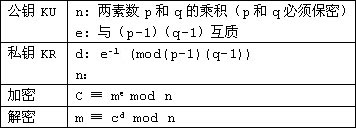 公钥 KU n：两素数 p 和 q 的乘积（p 和 q 必须保密）
e：与（p-1）（q-1）互质
私钥 KR d：e⁻¹ (mod(p-1)(q-1))
n：
加密 C ≡ mᵉ mod n
解密 m ≡ cᵈ mod n